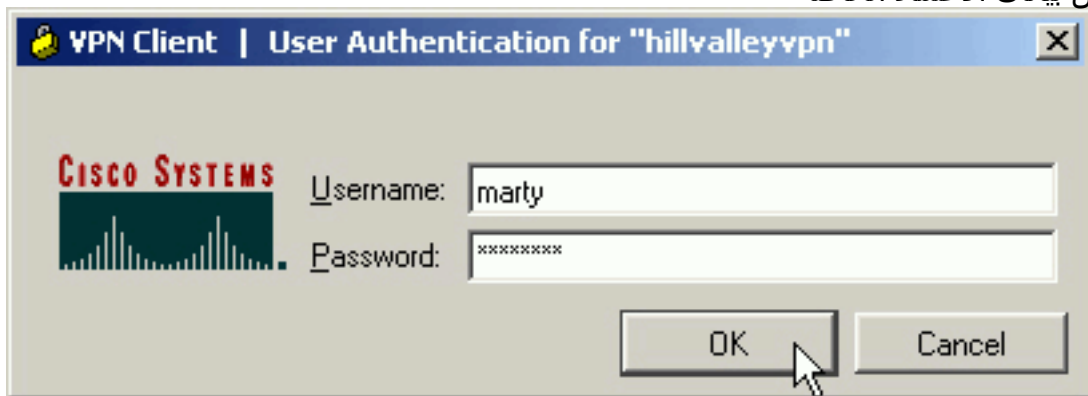 VPN Client | User Authentication for "hillvalleyvpn"
CISCO SYSTEMS
Username: marty
Password: ********
OK Cancel